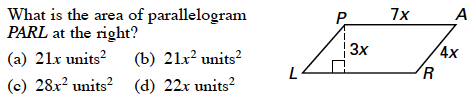 What is the area of parallelogram
PARL at the right?
(a) 21x units² (b) 21x² units²
(c) 28x² units² (d) 22x units²
P 7x A
3x 4x
L R